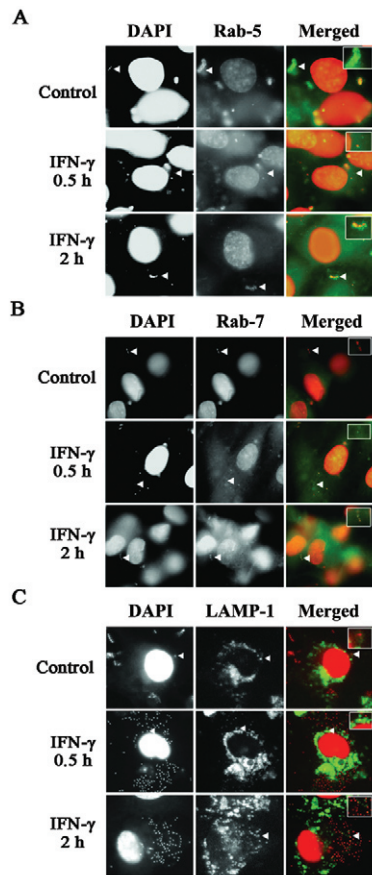 A
DAPI Rab-5 Merged
Control
IFN-γ
0.5 h
IFN-γ
2 h
B
DAPI Rab-7 Merged
Control
IFN-γ
0.5 h
IFN-γ
2 h
C
DAPI LAMP-1 Merged
Control
IFN-γ
0.5 h
IFN-γ
2 h